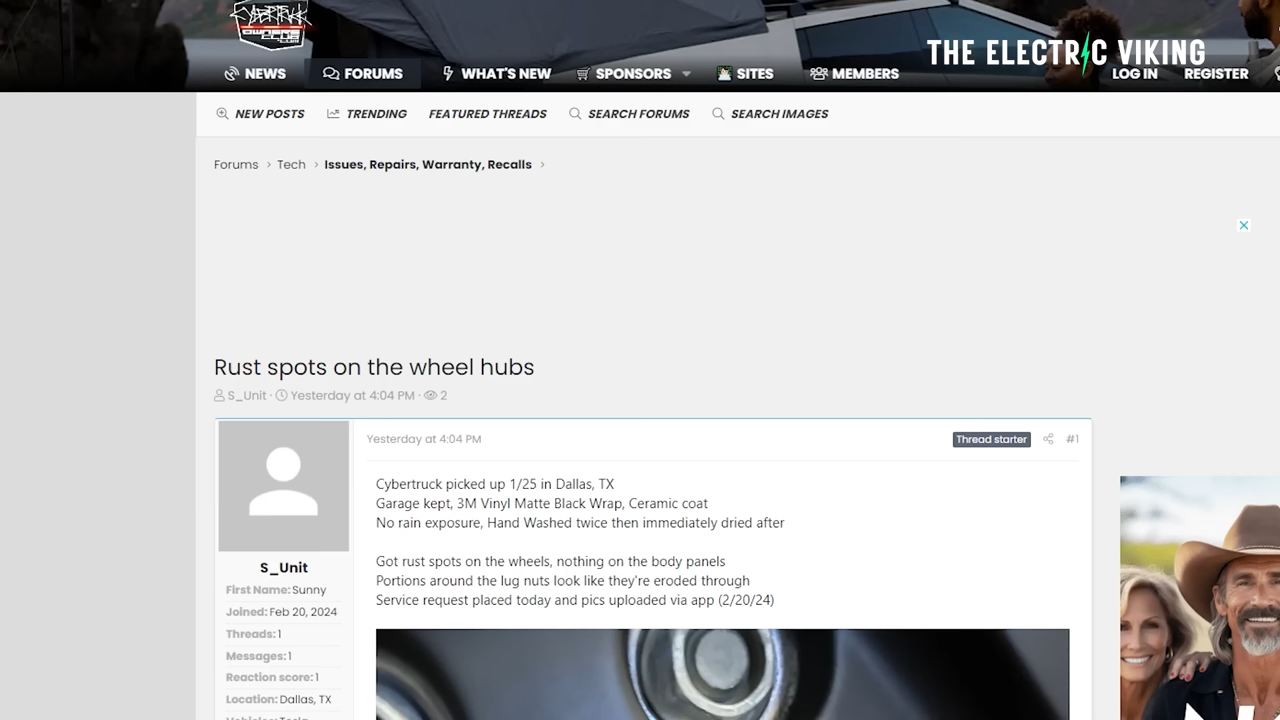 CYBERTRUCK
OWNERS
CLUB
.COM
THE ELECTRIC VIKING
NEWS
FORUMS
WHAT'S NEW
SPONSORS
SITES
MEMBERS
LOG IN
REGISTER
NEW POSTS
TRENDING
FEATURED THREADS
SEARCH FORUMS
SEARCH IMAGES
Forums > Tech > Issues, Repairs, Warranty, Recalls >
Rust spots on the wheel hubs
S_Unit · Yesterday at 4:04 PM · 2
Yesterday at 4:04 PM
Thread starter
#1
Cybertruck picked up 1/25 in Dallas, TX
Garage kept, 3M Vinyl Matte Black Wrap, Ceramic coat
No rain exposure, Hand Washed twice then immediately dried after
Got rust spots on the wheels, nothing on the body panels
Portions around the lug nuts look like they're eroded through
Service request placed today and pics uploaded via app (2/20/24)
S_Unit
First Name: Sunny
Joined: Feb 20, 2024
Threads: 1
Messages: 1
Reaction score: 1
Location: Dallas, TX